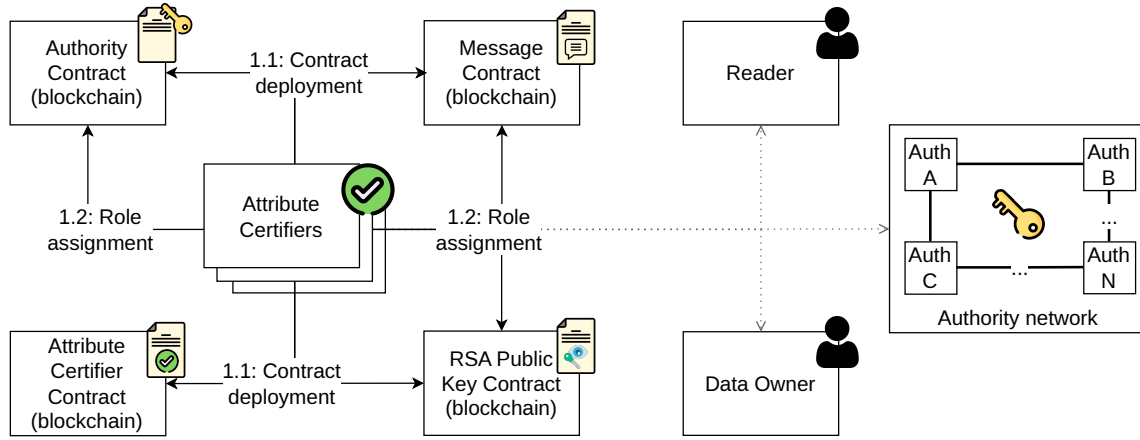 Authority
Contract
(blockchain)
1.1: Contract
deployment
Message
Contract
(blockchain)
Reader
Auth
A
Auth
B
...
Auth
C
...
Auth
N
Authority network
1.2: Role
assignment
Attribute
Certifiers
1.2: Role
assignment
Attribute
Certifier
Contract
(blockchain)
1.1: Contract
deployment
RSA Public
Key Contract
(blockchain)
Data Owner